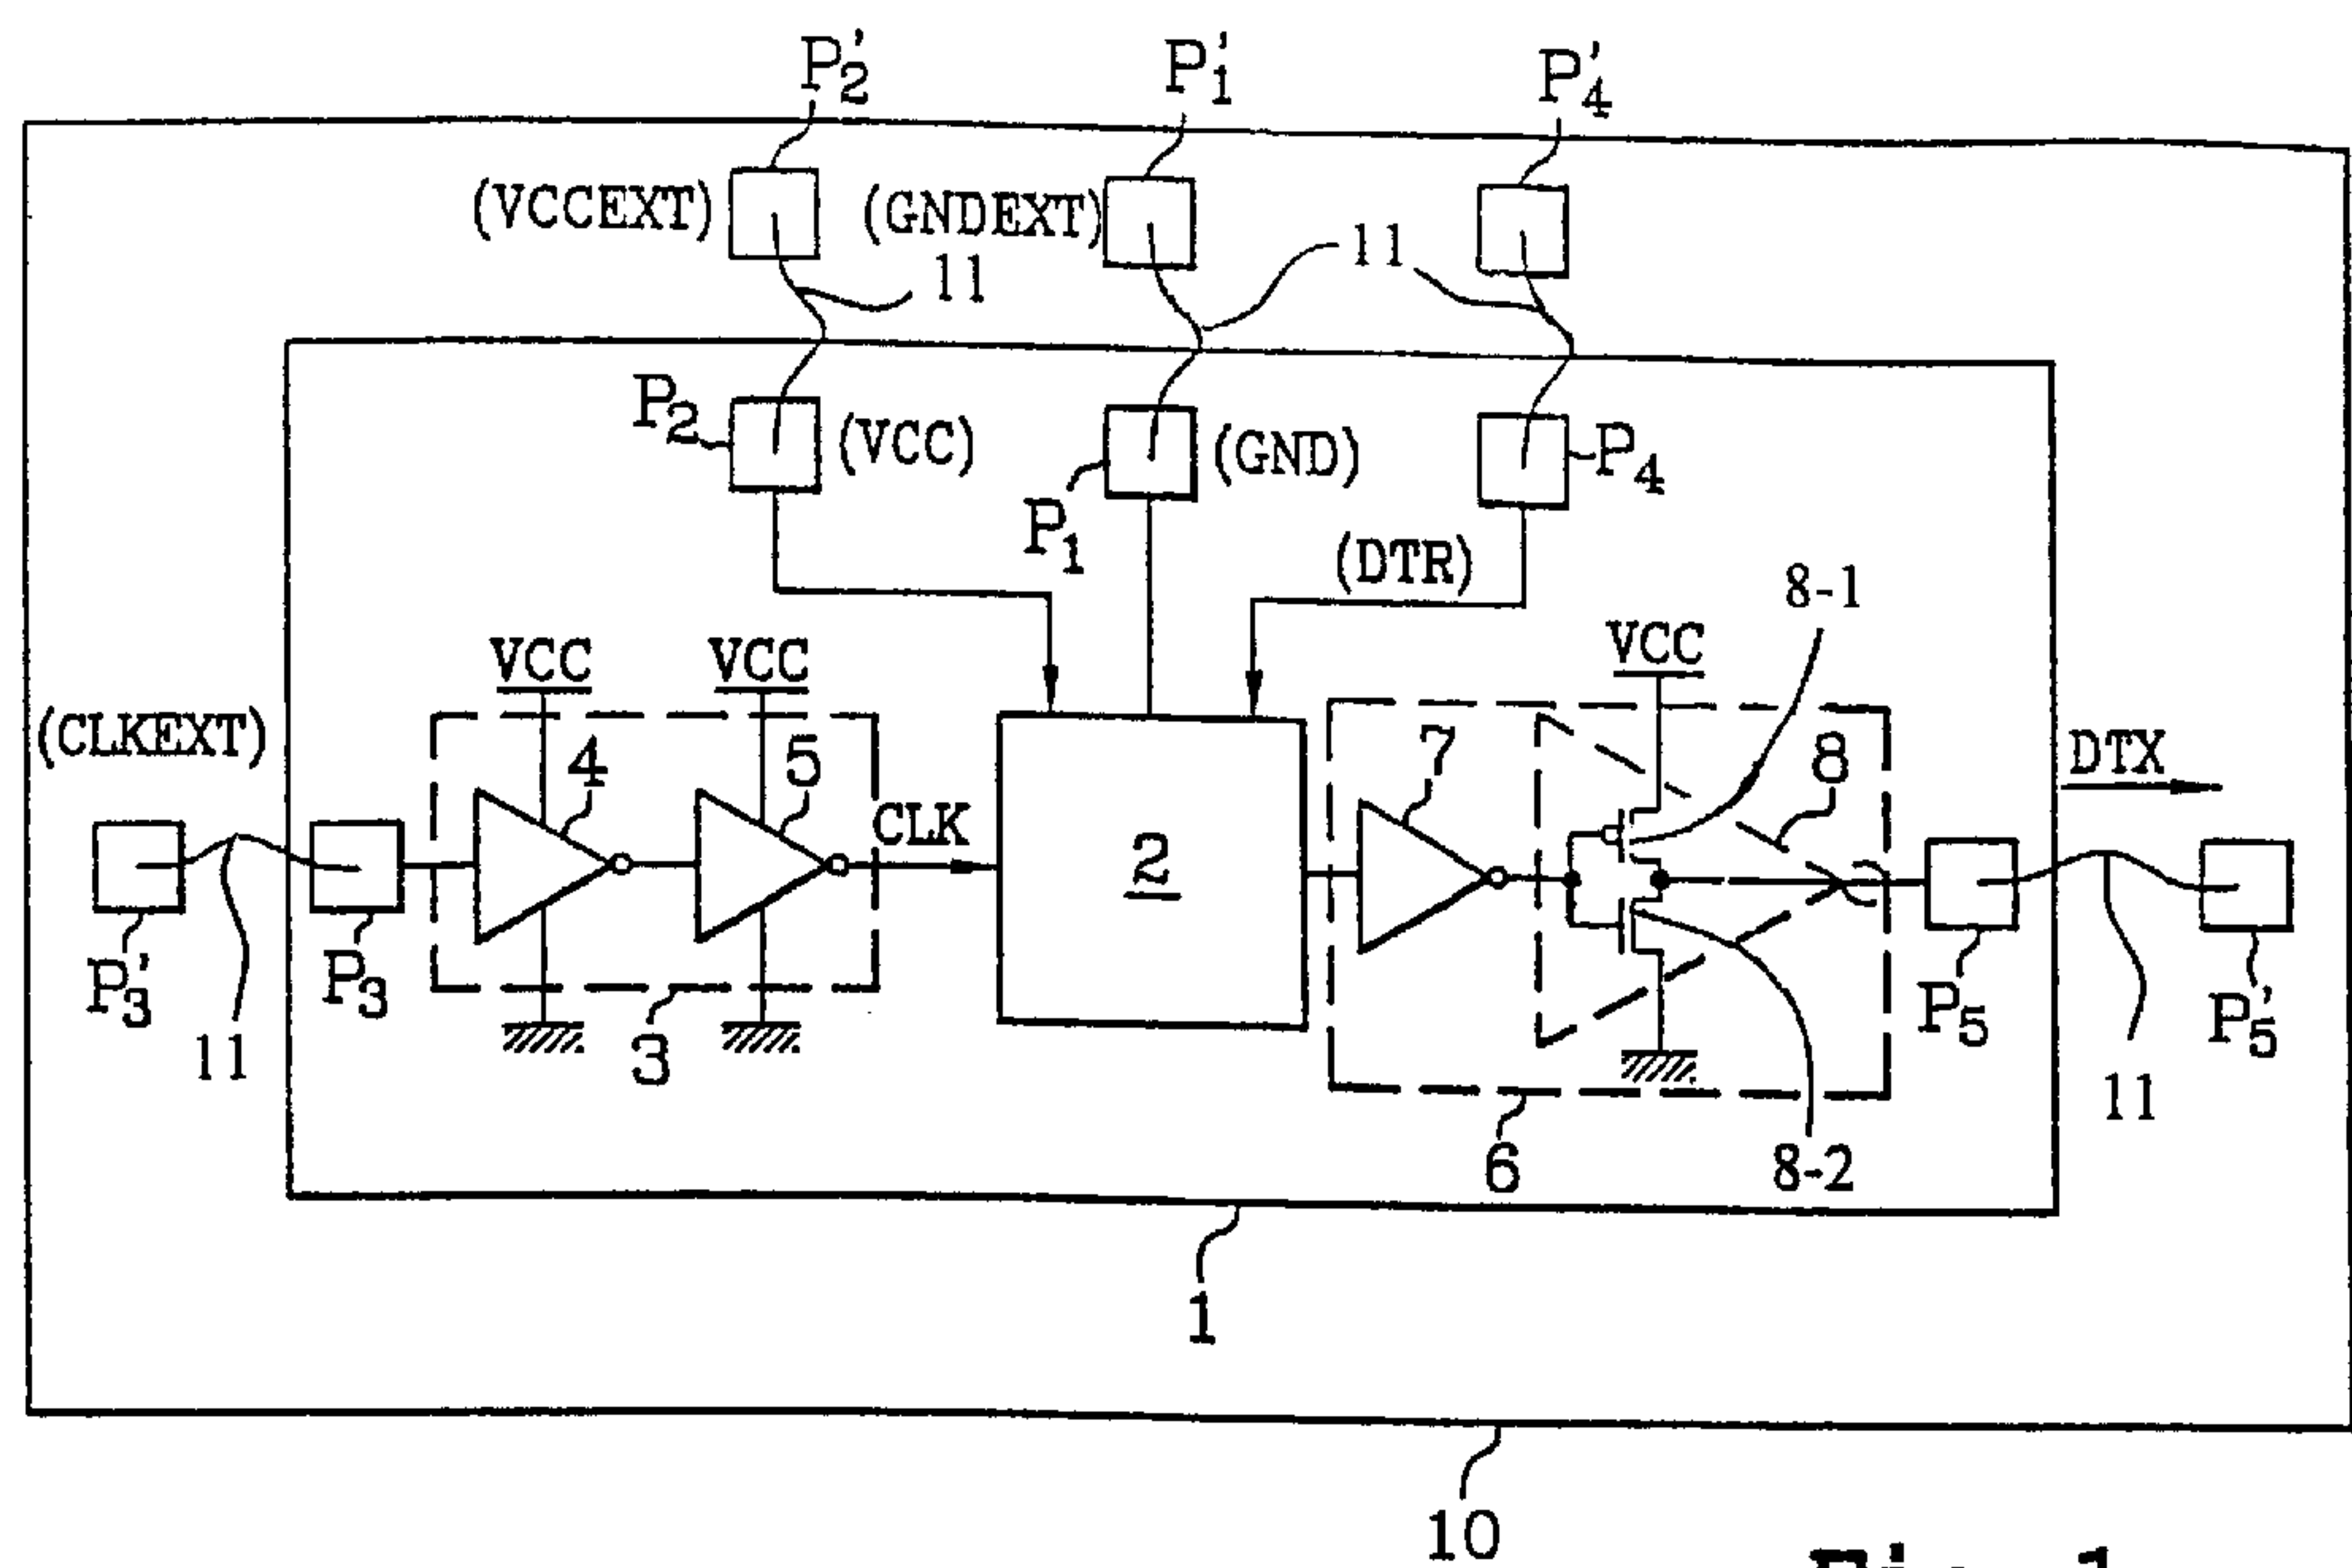 P'2 P'1 P'4
(VCCEXT) (GNDEXT) 11
11
P2 (VCC) (GND) P4
P1
(DTR)
8-1
VCC VCC VCC
(CLKEXT) 4 5 7 8 DTX
CLK
2
P'3 P3 P5 P'5
11 3 11
6 8-2
1
10